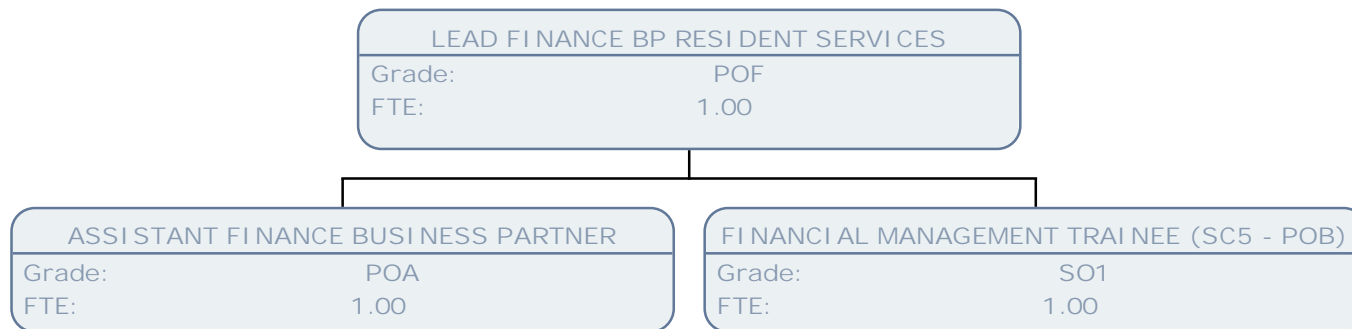 LEAD FINANCE BP RESIDENT SERVICES
Grade: POF
FTE: 1.00
ASSISTANT FINANCE BUSINESS PARTNER
Grade: POA
FTE: 1.00
FINANCIAL MANAGEMENT TRAINEE (SC5 - POB)
Grade: SO1
FTE: 1.00